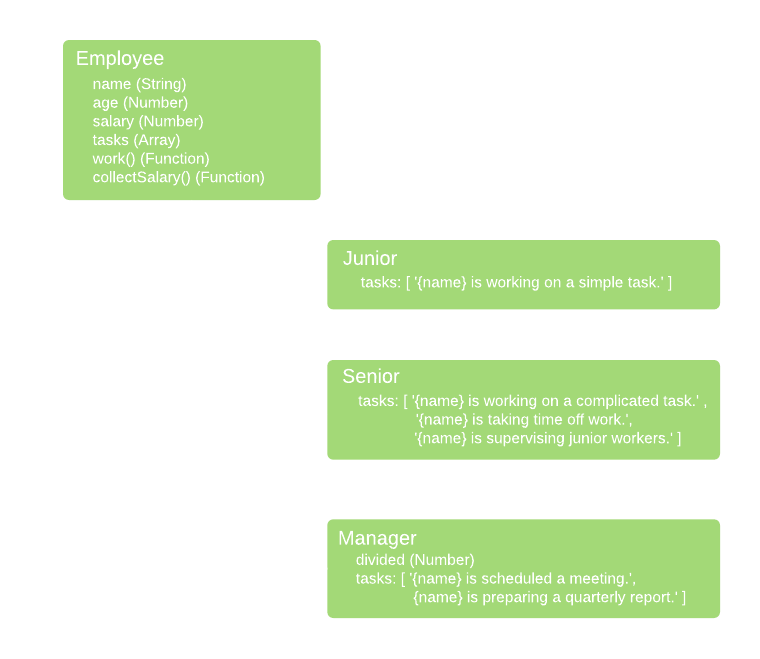 Employee
name (String)
age (Number)
salary (Number)
tasks (Array)
work() (Function)
collectSalary() (Function)
Junior
tasks: [ '{name} is working on a simple task.' ]
Senior
tasks: [ '{name} is working on a complicated task.' ,
'{name} is taking time off work.',
'{name} is supervising junior workers.' ]
Manager
divided (Number)
tasks: [ '{name} is scheduled a meeting.',
{name} is preparing a quarterly report.' ]